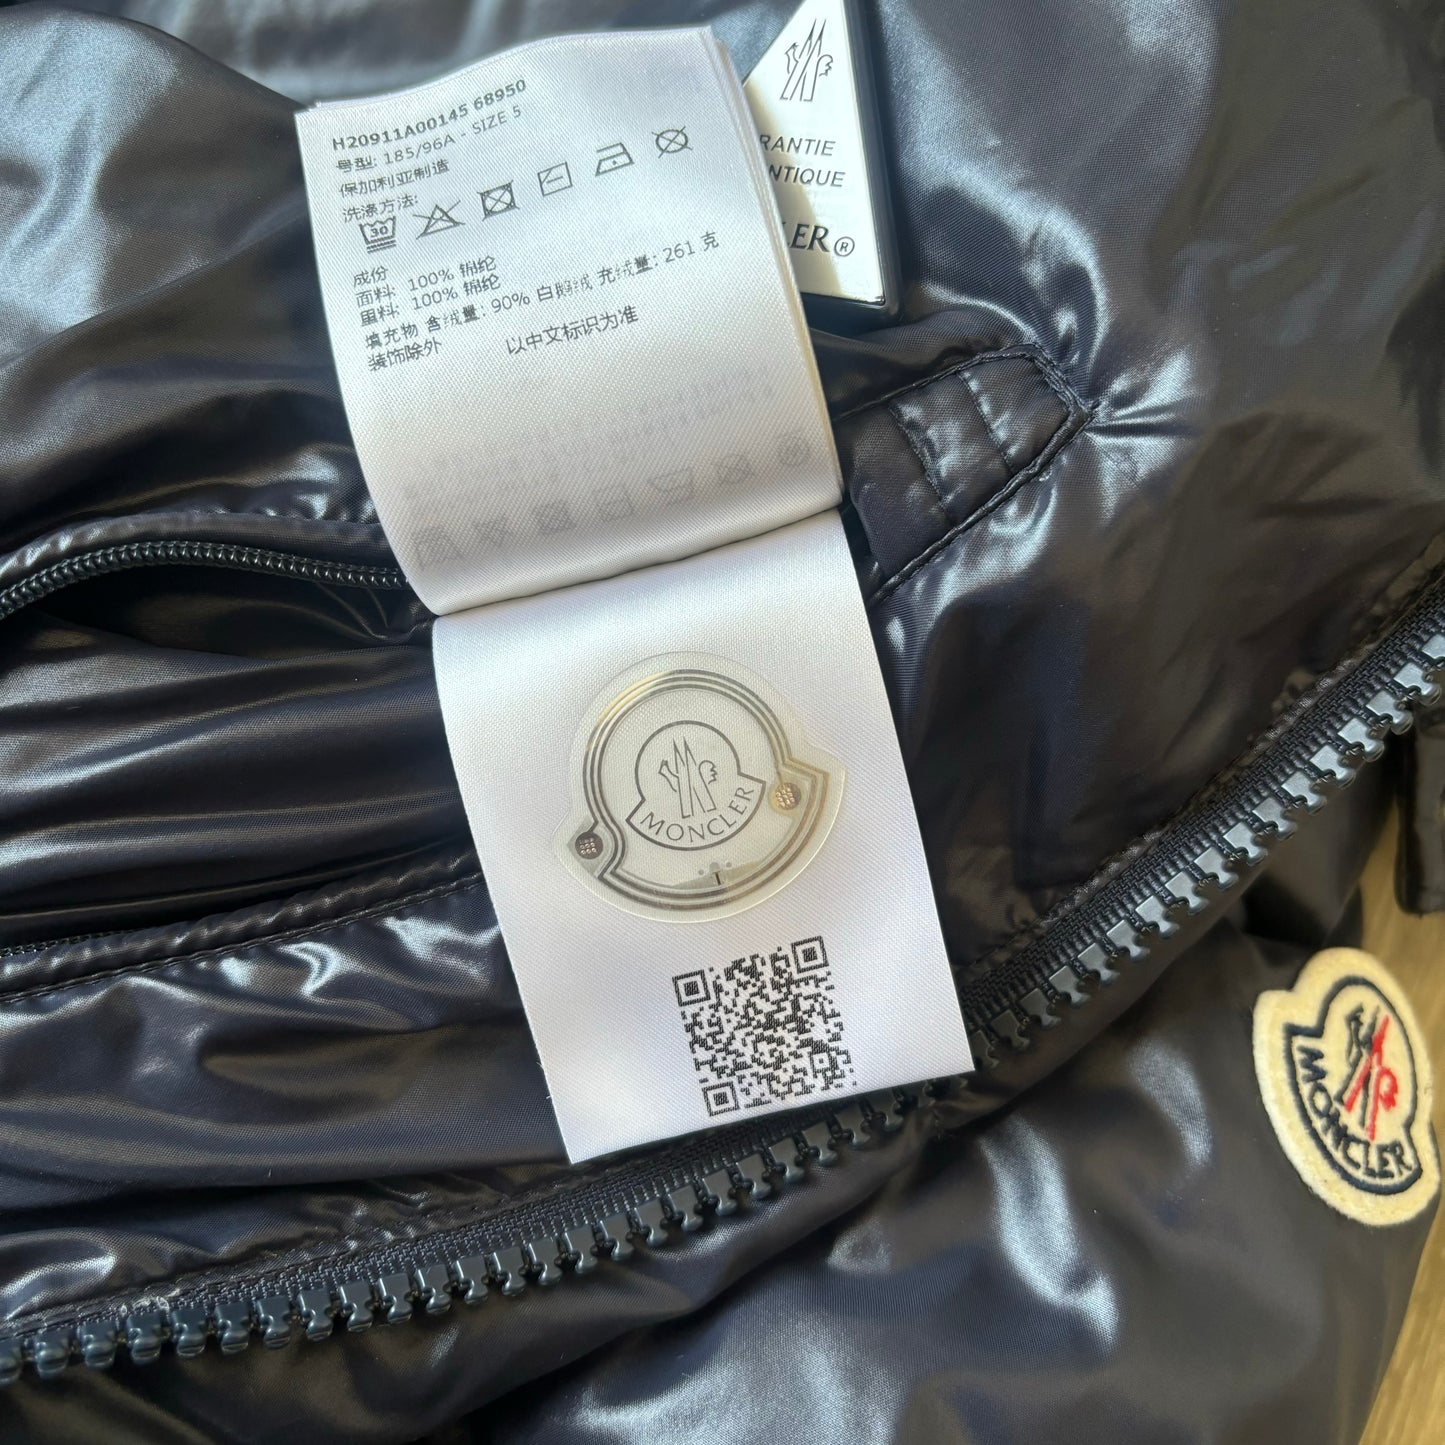 H20911A00145 68950
号型: 185/96A - SIZE 5
保加利亚制造
洗涤方法:
30
成份
面料: 100% 锦纶
里料: 100% 锦纶
填充物 含绒量: 90% 白鹅绒 充绒量: 261 克
装饰除外 以中文标识为准
RANTIE
NTIQUE
LER®
MONCLER
MONCLER